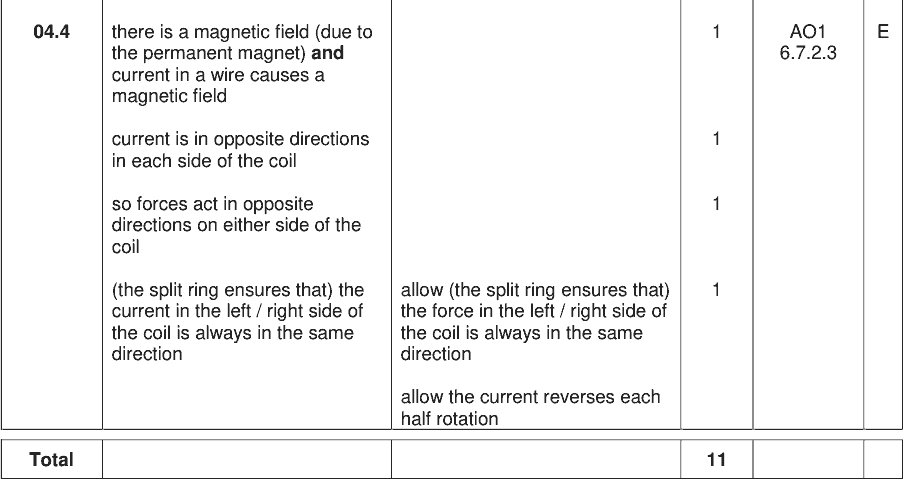 04.4 there is a magnetic field (due to 1 AO1 E
the permanent magnet) and 6.7.2.3
current in a wire causes a
magnetic field
current is in opposite directions 1
in each side of the coil
so forces act in opposite 1
directions on either side of the
coil
(the split ring ensures that) the allow (the split ring ensures that) 1
current in the left / right side of the force in the left / right side of
the coil is always in the same the coil is always in the same
direction direction
allow the current reverses each
half rotation
Total 11